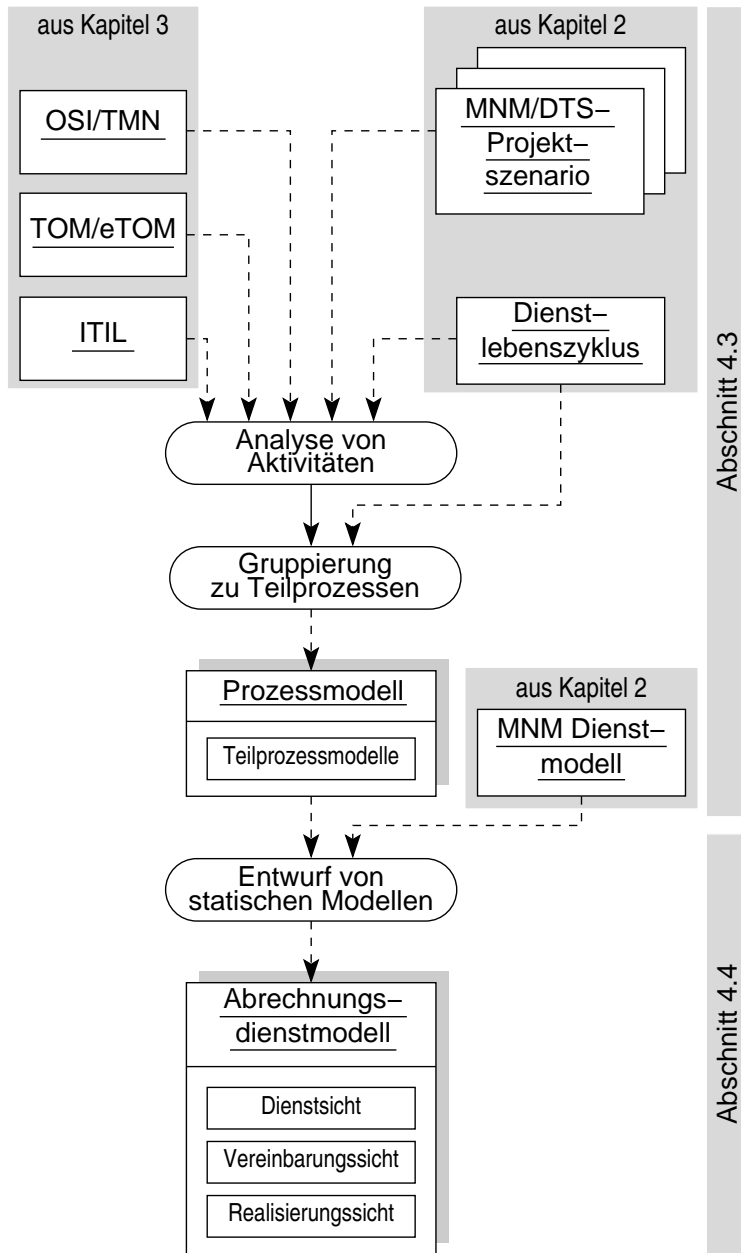 aus Kapitel 3
OSI/TMN
TOM/eTOM
ITIL
aus Kapitel 2
MNM/DTS–
Projekt–
szenario
Dienst–
lebenszyklus
Analyse von
Aktivitäten
Gruppierung
zu Teilprozessen
Prozessmodell
Teilprozessmodelle
aus Kapitel 2
MNM Dienst–
modell
Abschnitt 4.3
Entwurf von
statischen Modellen
Abrechnungs–
dienstmodell
Dienstsicht
Vereinbarungssicht
Realisierungssicht
Abschnitt 4.4